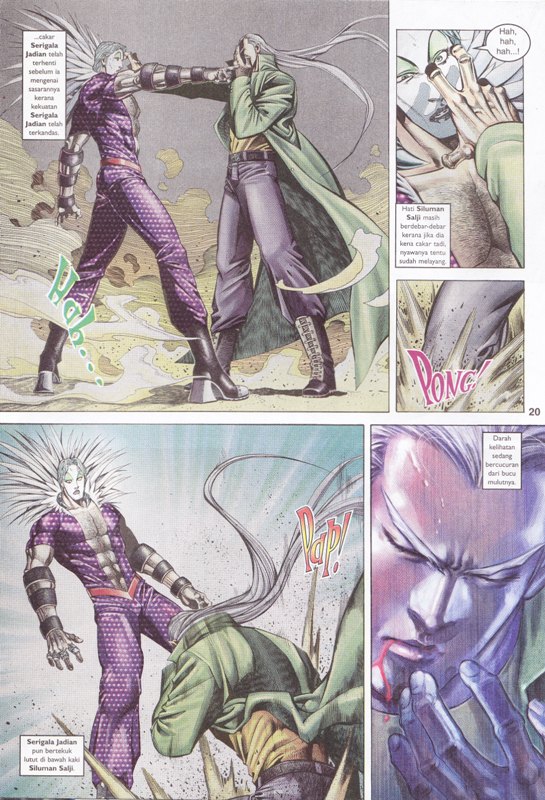 ...cakar
Serigala
Jadian telah
terhenti
sebelum ia
mengenai
sasarannya
kerana
kekuatan
Serigala
Jadian telah
terkandas.
Hah,
hah,
hah...!
Hati Siluman
Salji masih
berdebar-debar
kerana jika dia
kena cakar tadi,
nyawanya tentu
sudah melayang.
Hah....
PONG!
20
Pap!
Darah
kelihatan
sedang
bercucuran
dari bucu
mulutnya.
Serigala Jadian
pun bertekuk
lutut di bawah kaki
Siluman Salji.